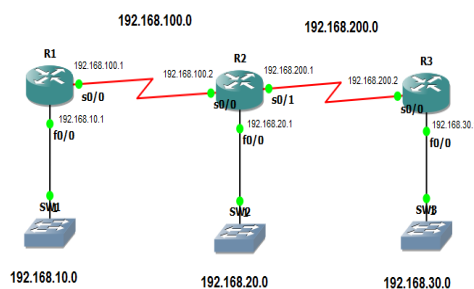 192.168.100.0
192.168.200.0
R1
R2
R3
192.168.100.1
192.168.100.2
192.168.200.1
192.168.200.2
s0/0
s0/0
s0/1
s0/0
192.168.10.1
192.168.20.1
192.168.30.
f0/0
f0/0
f0/0
SW1
SW2
SW3
192.168.10.0
192.168.20.0
192.168.30.0